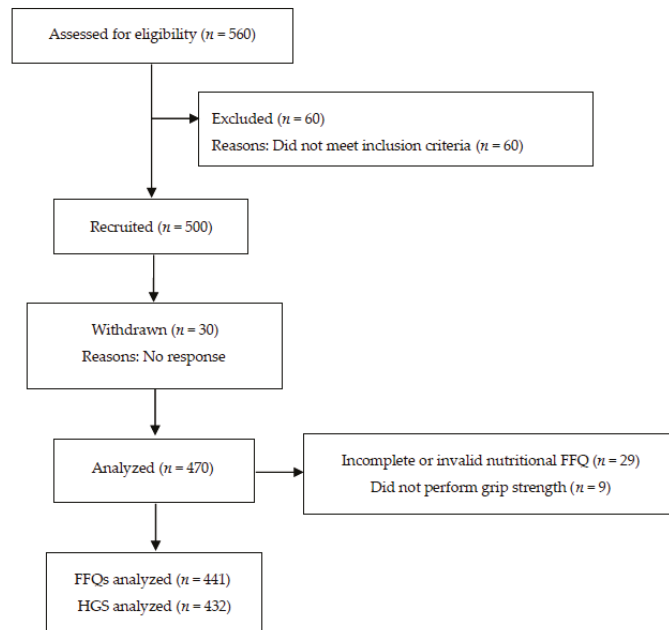 Assessed for eligibility (n = 560)
Excluded (n = 60)
Reasons: Did not meet inclusion criteria (n = 60)
Recruited (n = 500)
Withdrawn (n = 30)
Reasons: No response
Analyzed (n = 470)
Incomplete or invalid nutritional FFQ (n = 29)
Did not perform grip strength (n = 9)
FFQs analyzed (n = 441)
HGS analyzed (n = 432)